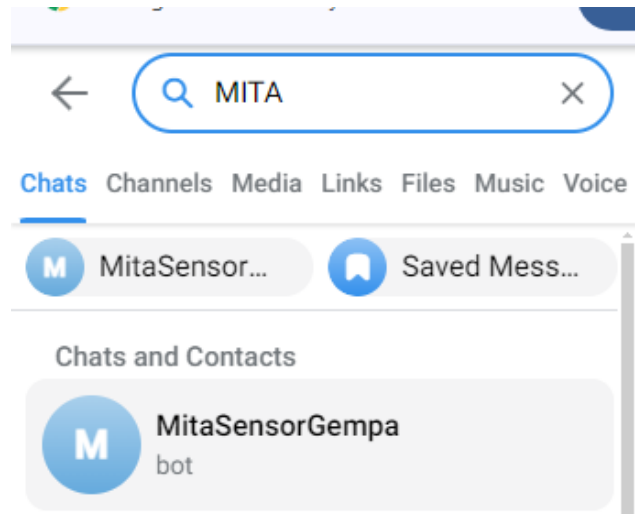 MITA
Chats Channels Media Links Files Music Voice
M MitaSensor... Saved Mess...
Chats and Contacts
M MitaSensorGempa
bot